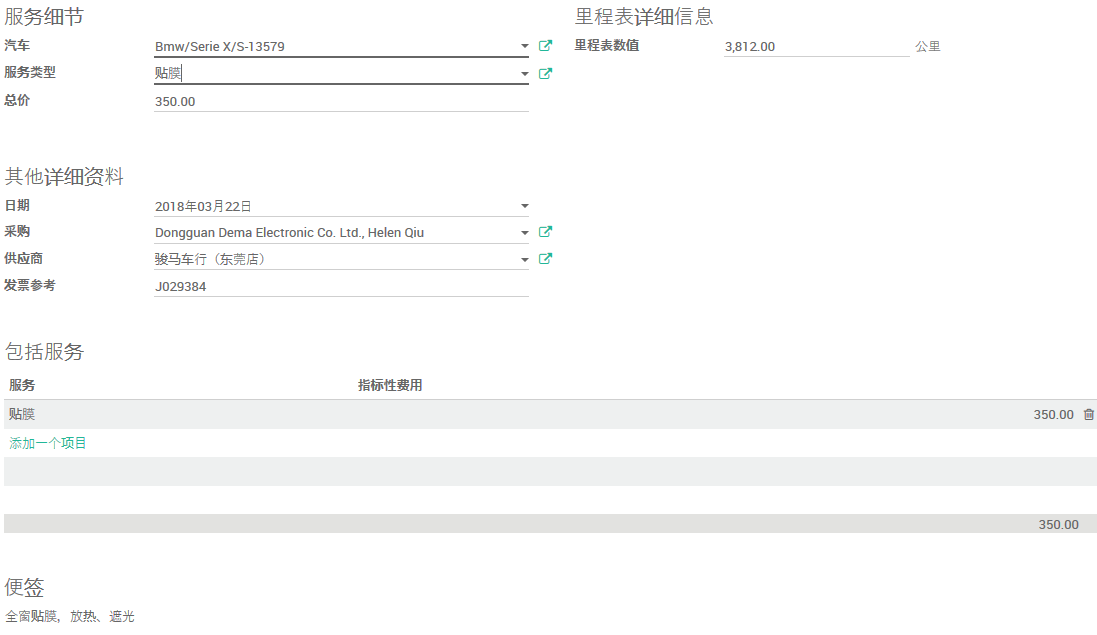 服务细节
汽车 Bmw/Serie X/S-13579
服务类型 贴膜
总价 350.00
里程表详细信息
里程表数值 3,812.00 公里
其他详细资料
日期 2018年03月22日
采购 Dongguan Dema Electronic Co. Ltd., Helen Qiu
供应商 骏马车行（东莞店）
发票参考 J029384
包括服务
服务 指标性费用
贴膜 350.00
添加一个项目
350.00
便签
全窗贴膜，放热、遮光